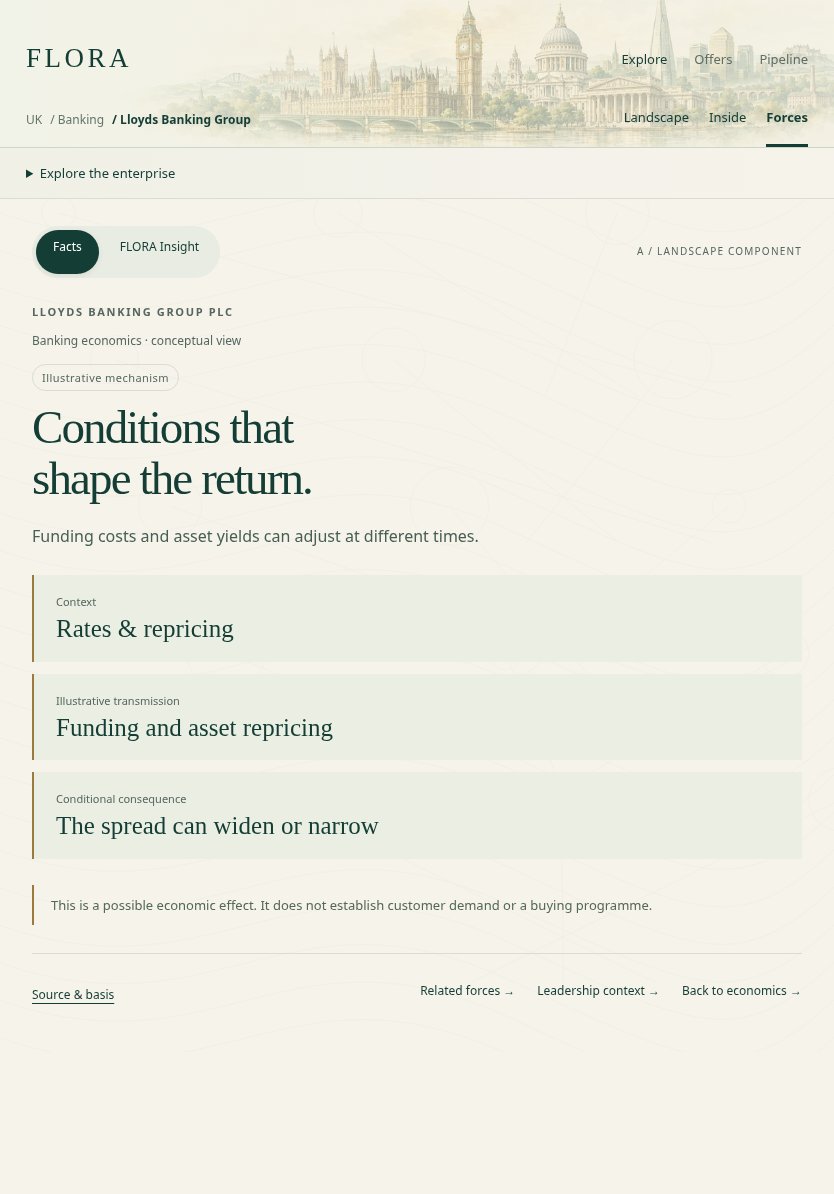 FLORA
Explore Offers Pipeline
UK / Banking / Lloyds Banking Group
Landscape Inside Forces
▶ Explore the enterprise
Facts FLORA Insight
A / LANDSCAPE COMPONENT
LLOYDS BANKING GROUP PLC
Banking economics · conceptual view
Illustrative mechanism
Conditions that
shape the return.
Funding costs and asset yields can adjust at different times.
Context
Rates & repricing
Illustrative transmission
Funding and asset repricing
Conditional consequence
The spread can widen or narrow
This is a possible economic effect. It does not establish customer demand or a buying programme.
Source & basis
Related forces → Leadership context → Back to economics →